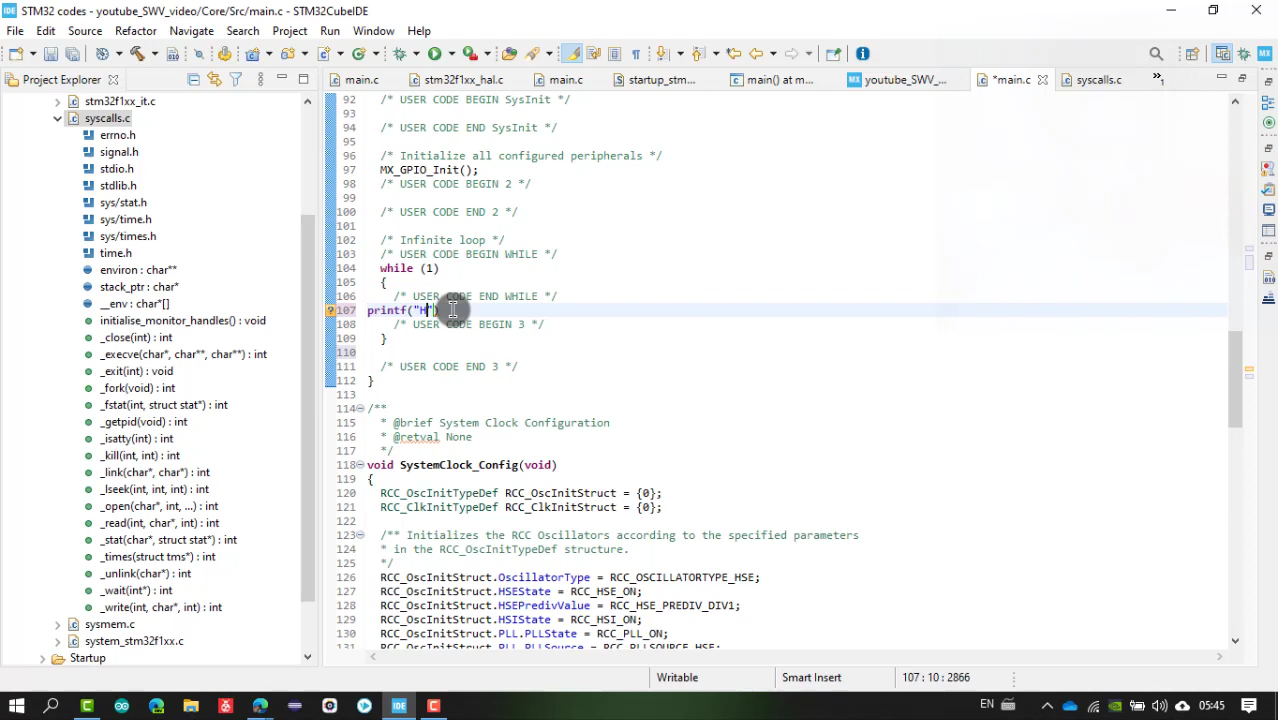 IDE STM32 codes - youtube_SWV_video/Core/Src/main.c - STM32CubeIDE
File Edit Source Refactor Navigate Search Project Run Window Help
Project Explorer
main.c stm32f1xx_hal.c main.c startup_stm... main() at m... youtube_SWV_... *main.c syscalls.c
stm32f1xx_it.c
syscalls.c
errno.h
signal.h
stdio.h
stdlib.h
sys/stat.h
sys/time.h
sys/times.h
time.h
environ : char**
stack_ptr : char*
__env : char*[]
initialise_monitor_handles() : void
_close(int) : int
_execve(char*, char**, char**) : int
_exit(int) : void
_fork(void) : int
_fstat(int, struct stat*) : int
_getpid(void) : int
_isatty(int) : int
_kill(int, int) : int
_link(char*, char*) : int
_lseek(int, int, int) : int
_open(char*, int, ...) : int
_read(int, char*, int) : int
_stat(char*, struct stat*) : int
_times(struct tms*) : int
_unlink(char*) : int
_wait(int*) : int
_write(int, char*, int) : int
sysmem.c
system_stm32f1xx.c
Startup
92 /* USER CODE BEGIN SysInit */
93
94 /* USER CODE END SysInit */
95
96 /* Initialize all configured peripherals */
97 MX_GPIO_Init();
98 /* USER CODE BEGIN 2 */
99
100 /* USER CODE END 2 */
101
102 /* Infinite loop */
103 /* USER CODE BEGIN WHILE */
104 while (1)
105 {
106 /* USER CODE END WHILE */
107 printf("H")
108 /* USER CODE BEGIN 3 */
109 }
110
111 /* USER CODE END 3 */
112 }
113
114 /**
115 * @brief System Clock Configuration
116 * @retval None
117 */
118 void SystemClock_Config(void)
119 {
120 RCC_OscInitTypeDef RCC_OscInitStruct = {0};
121 RCC_ClkInitTypeDef RCC_ClkInitStruct = {0};
122
123 /** Initializes the RCC Oscillators according to the specified parameters
124 * in the RCC_OscInitTypeDef structure.
125 */
126 RCC_OscInitStruct.OscillatorType = RCC_OSCILLATORTYPE_HSE;
127 RCC_OscInitStruct.HSEState = RCC_HSE_ON;
128 RCC_OscInitStruct.HSEPredivValue = RCC_HSE_PREDIV_DIV1;
129 RCC_OscInitStruct.HSIState = RCC_HSI_ON;
130 RCC_OscInitStruct.PLL.PLLState = RCC_PLL_ON;
131 RCC_OscInitStruct.PLL.PLLSource = RCC_PLLSOURCE_HSE;
Writable Smart Insert 107 : 10 : 2866
IDE EN 05:45